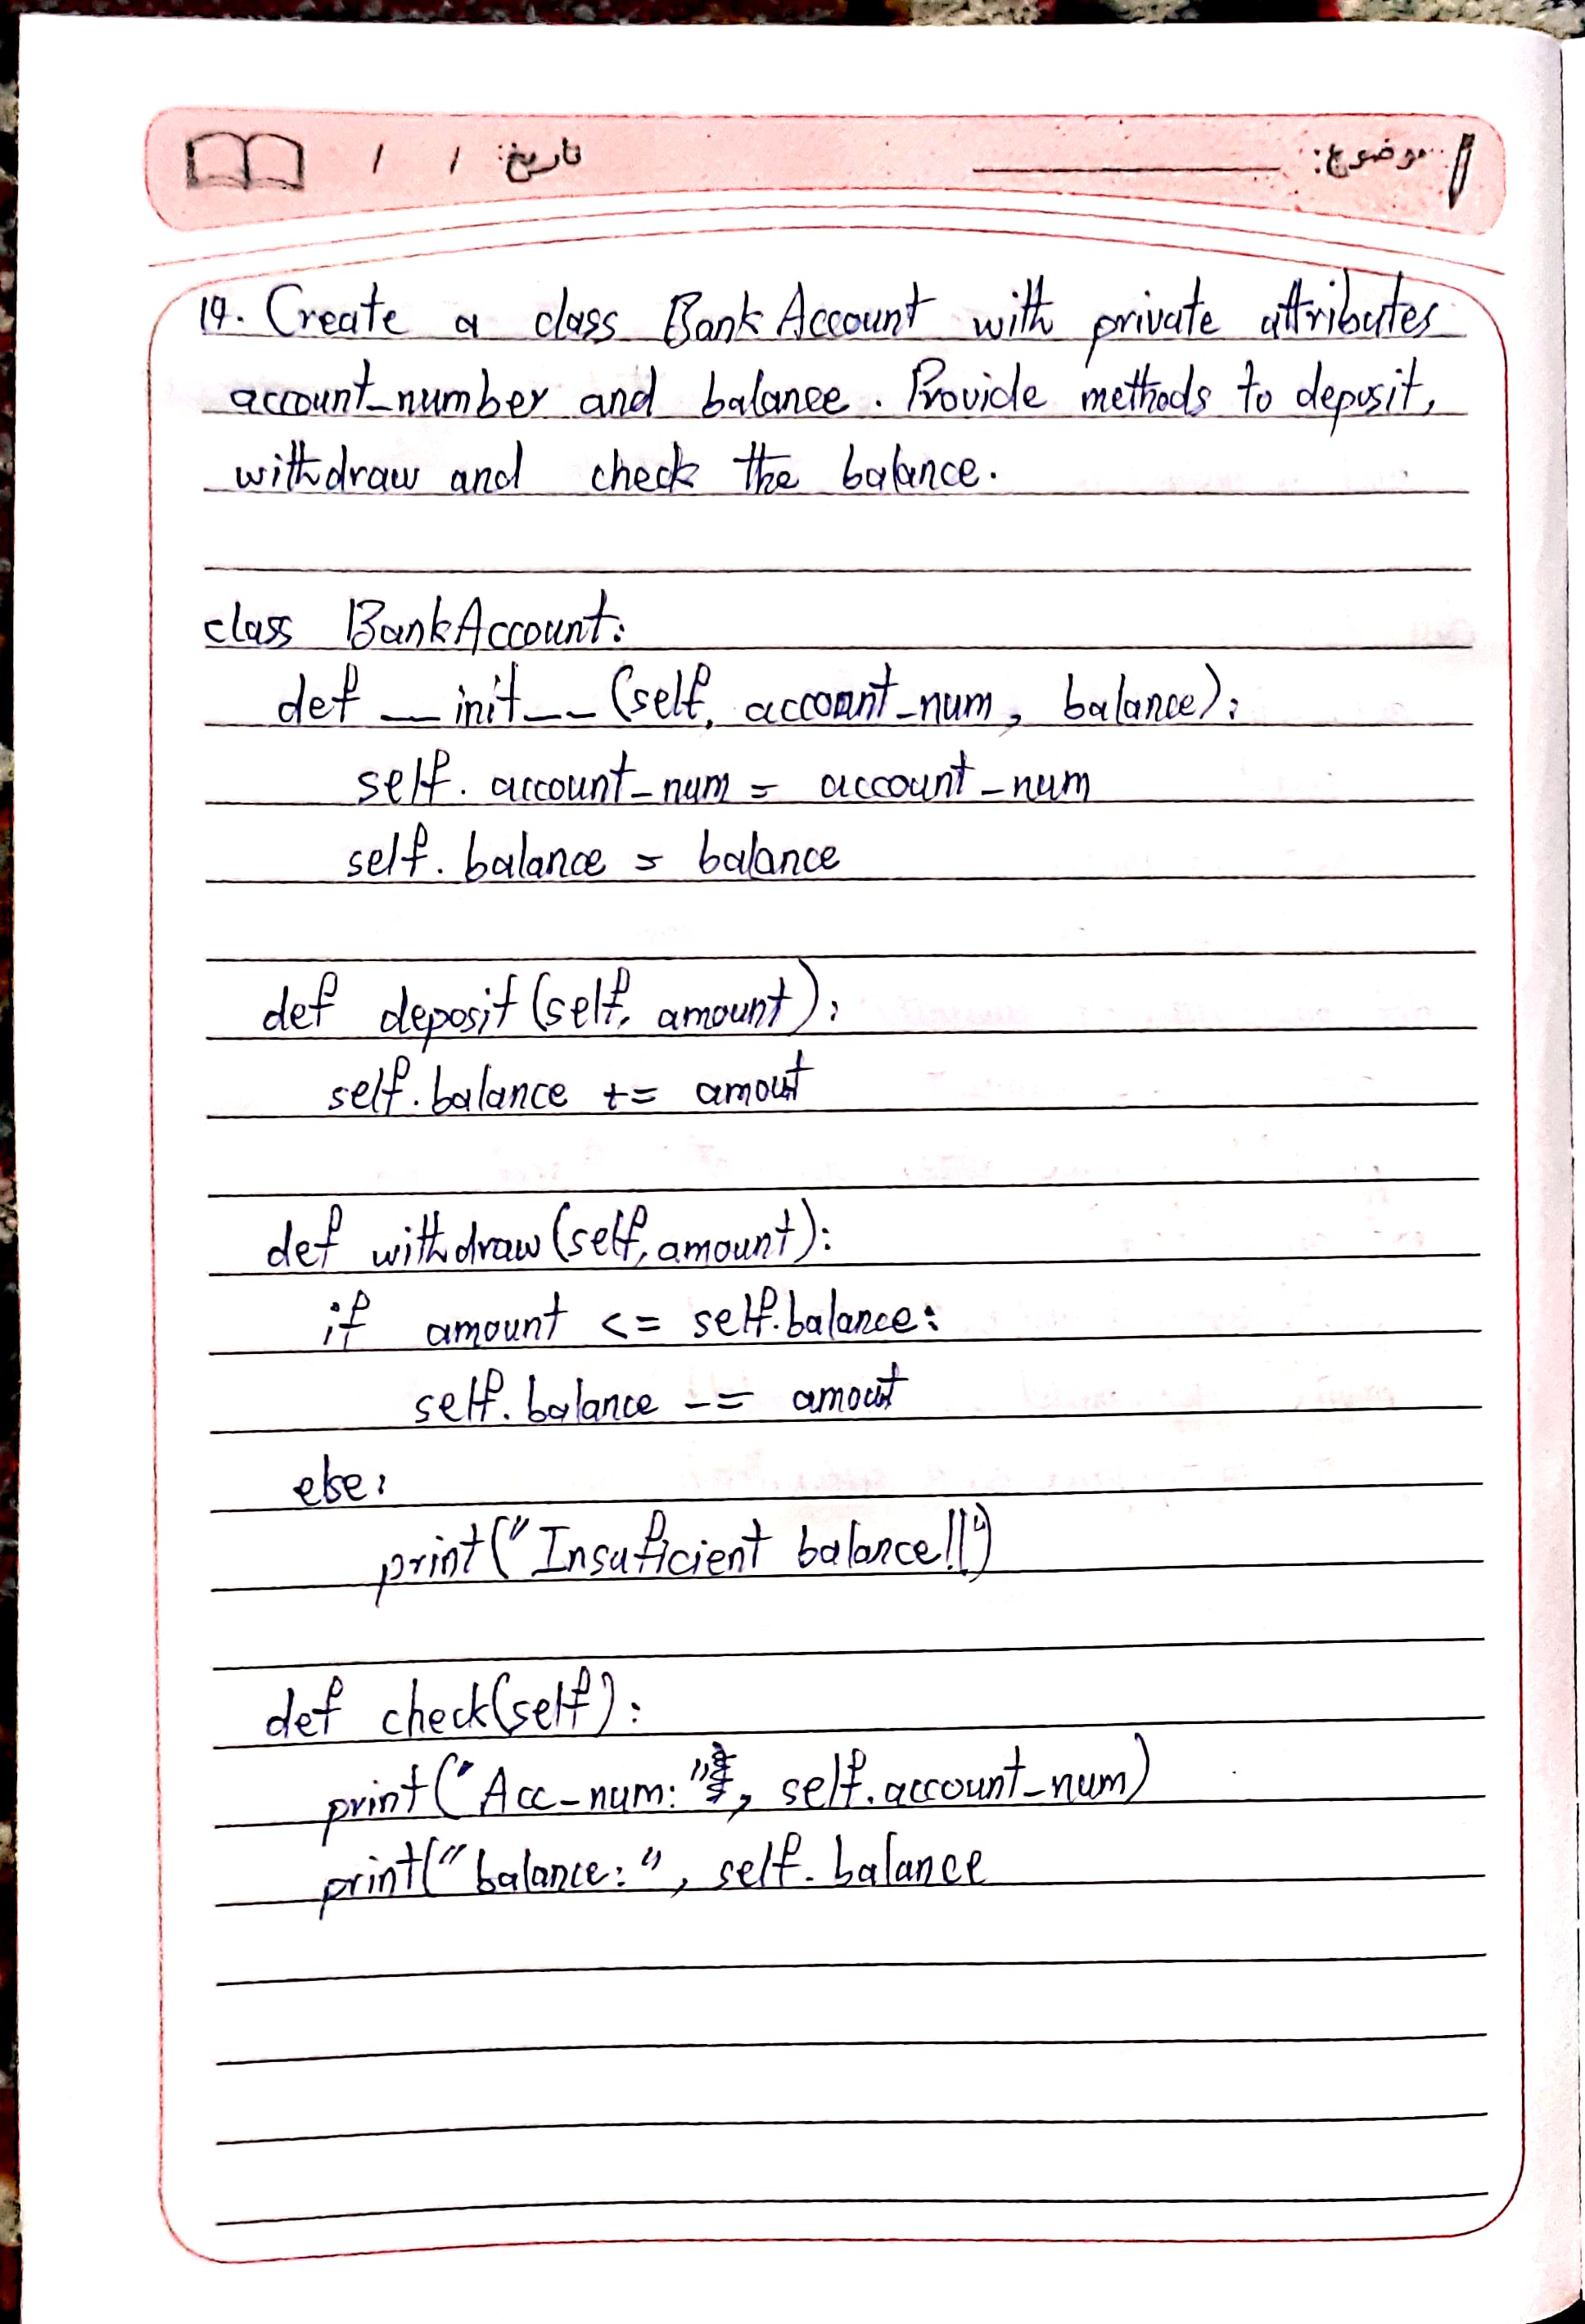 موضوع: تاریخ: / /
19. Create a class Bank Account with private attributes
account_number and balance. Provide methods to deposit,
withdraw and check the balance.
class BankAccount:
def __init__(self, account_num, balance):
self.account_num = account_num
self.balance = balance
def deposit(self, amount):
self.balance += amout
def withdraw(self, amount):
if amount <= self.balance:
self.balance -= amout
else:
print("Insuficient balance!!")
def check(self):
print("Acc_num:", self.account_num)
print("balance:", self.balance